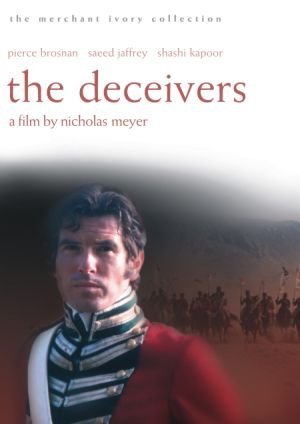 the merchant ivory collection
pierce brosnan saeed jaffrey shashi kapoor
the deceivers
a film by nicholas meyer